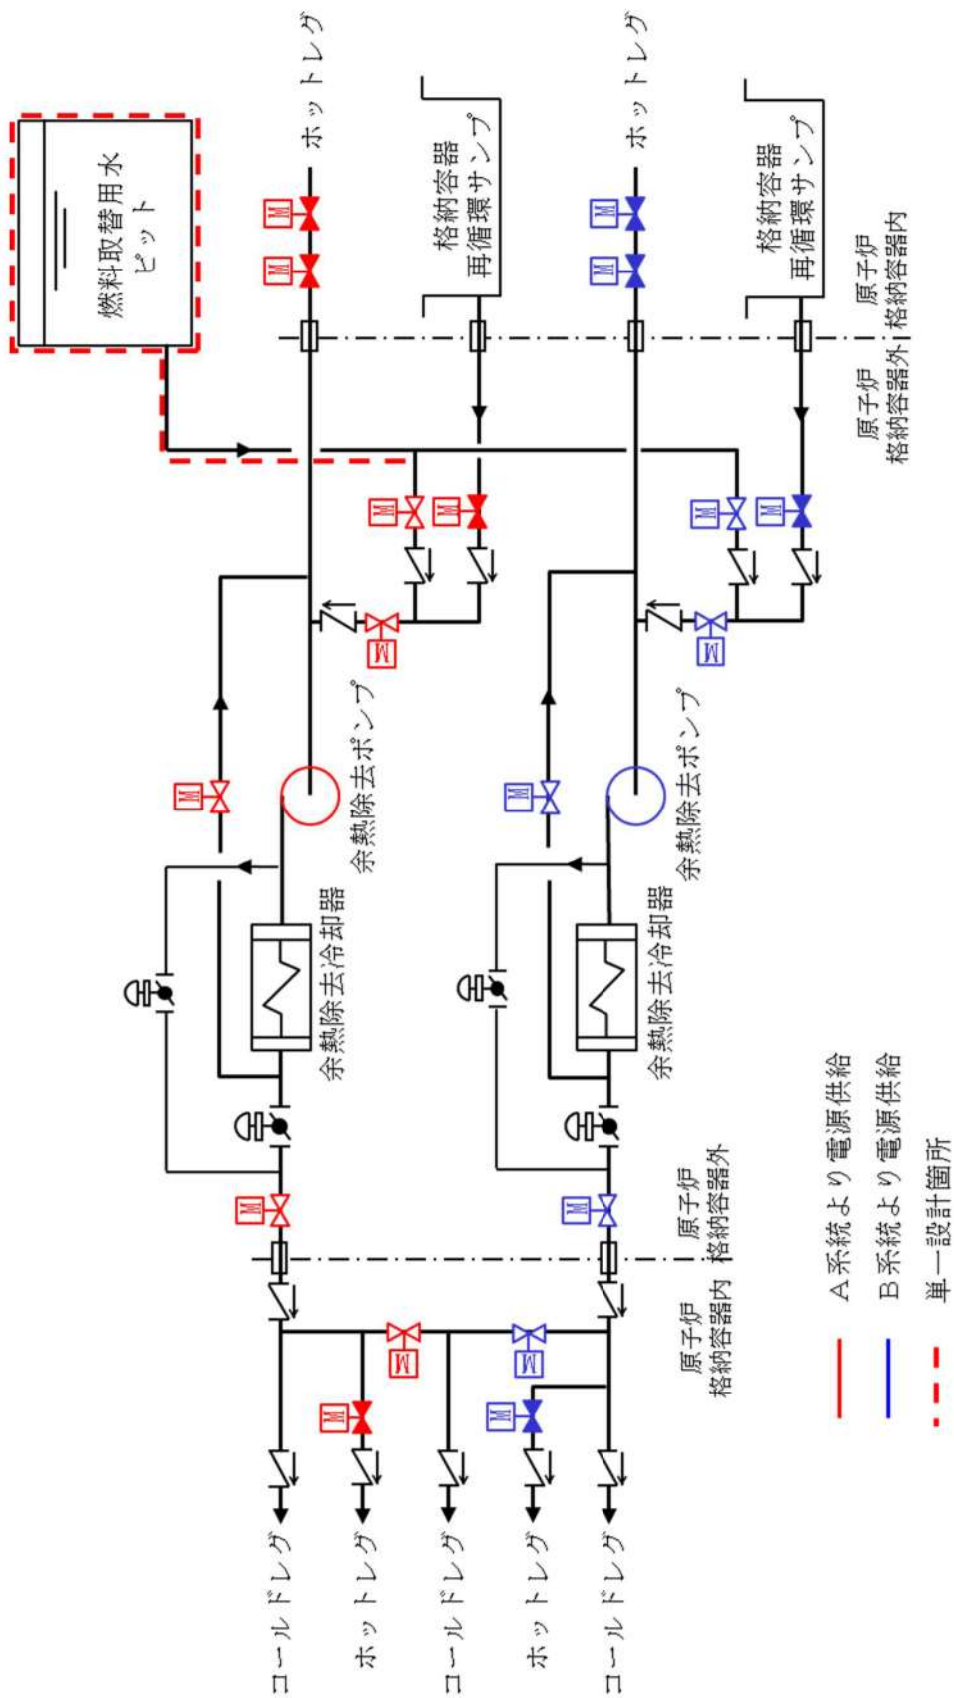 燃料取替用水
ピット
M
M
M
M
コールドレグ
ホットレグ
余熱除去冷却器
M
余熱除去ポンプ
M
M
ホットレグ
M
M
格納容器
再循環サンプ
コールドレグ
M
M
M
M
M
M
ホットレグ
コールドレグ
ホットレグ
余熱除去冷却器
余熱除去ポンプ
M
M
M
格納容器
再循環サンプ
原子炉
格納容器内
原子炉
格納容器外
原子炉
格納容器外
原子炉
格納容器内
A系統より電源供給
B系統より電源供給
単一設計箇所